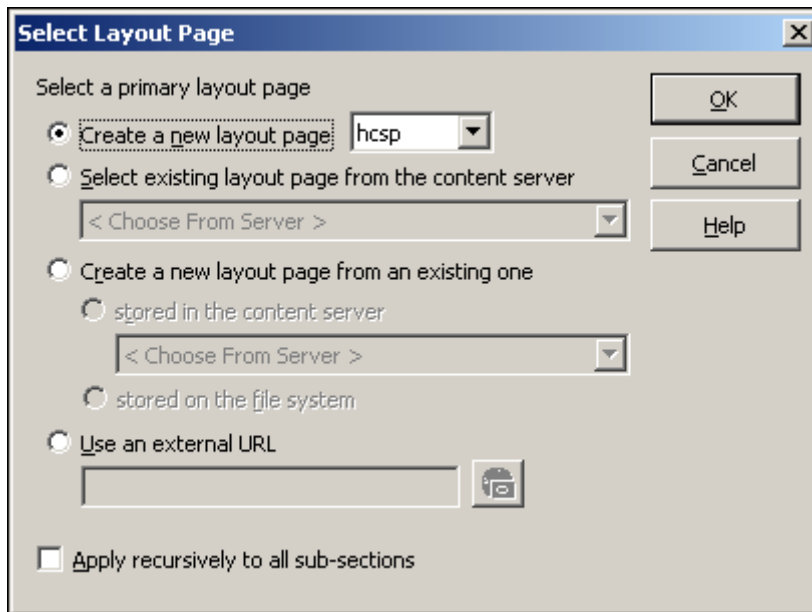 Select Layout Page
Select a primary layout page
Create a new layout page hcsp
Select existing layout page from the content server
< Choose From Server >
Create a new layout page from an existing one
stored in the content server
< Choose From Server >
stored on the file system
Use an external URL
Apply recursively to all sub-sections
OK
Cancel
Help